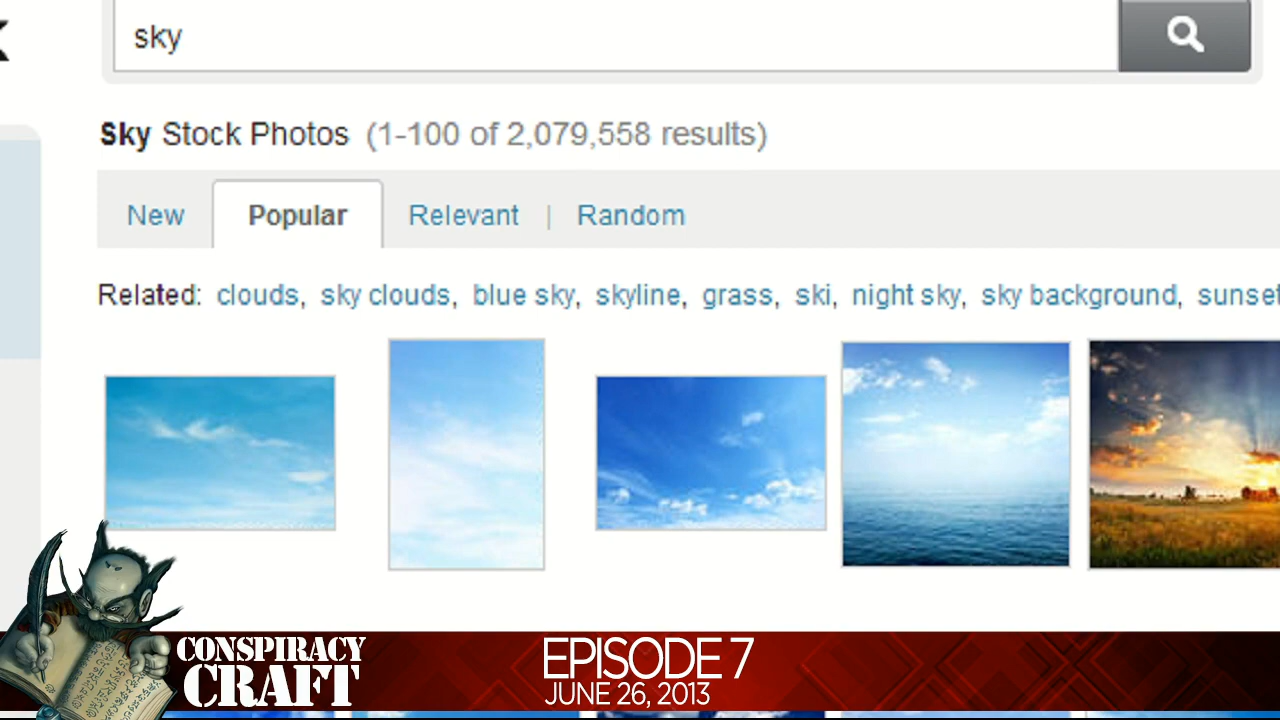 sky
Sky Stock Photos (1-100 of 2,079,558 results)
New Popular Relevant | Random
Related: clouds, sky clouds, blue sky, skyline, grass, ski, night sky, sky background, sunset
CONSPIRACY
CRAFT
EPISODE 7
JUNE 26, 2013